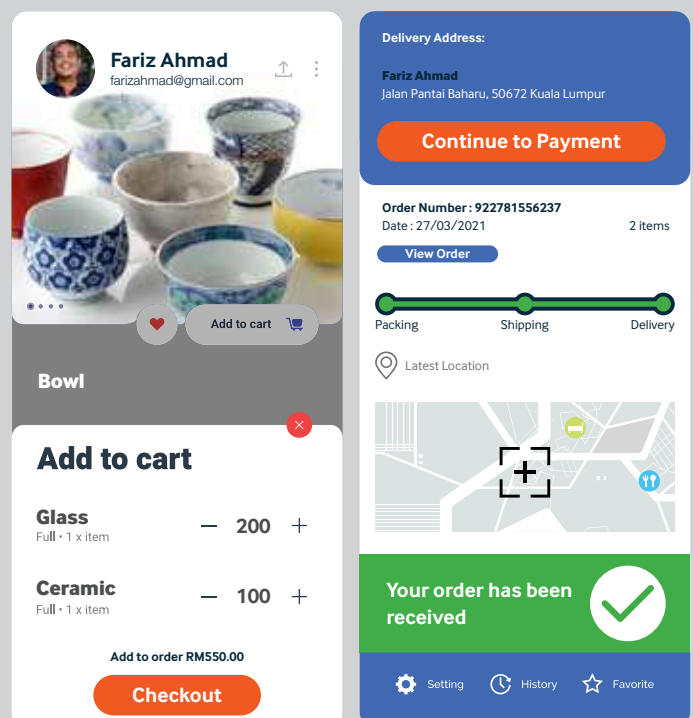 Fariz Ahmad
farizahmad@gmail.com
Add to cart
Bowl
Add to cart
Glass
Full • 1 x item
200
Ceramic
Full • 1 x item
100
Add to order RM550.00
Checkout
Delivery Address:
Fariz Ahmad
Jalan Pantai Baharu, 50672 Kuala Lumpur
Continue to Payment
Order Number : 922781556237
Date : 27/03/2021
2 items
View Order
Packing
Shipping
Delivery
Latest Location
Your order has been
received
Setting
History
Favorite